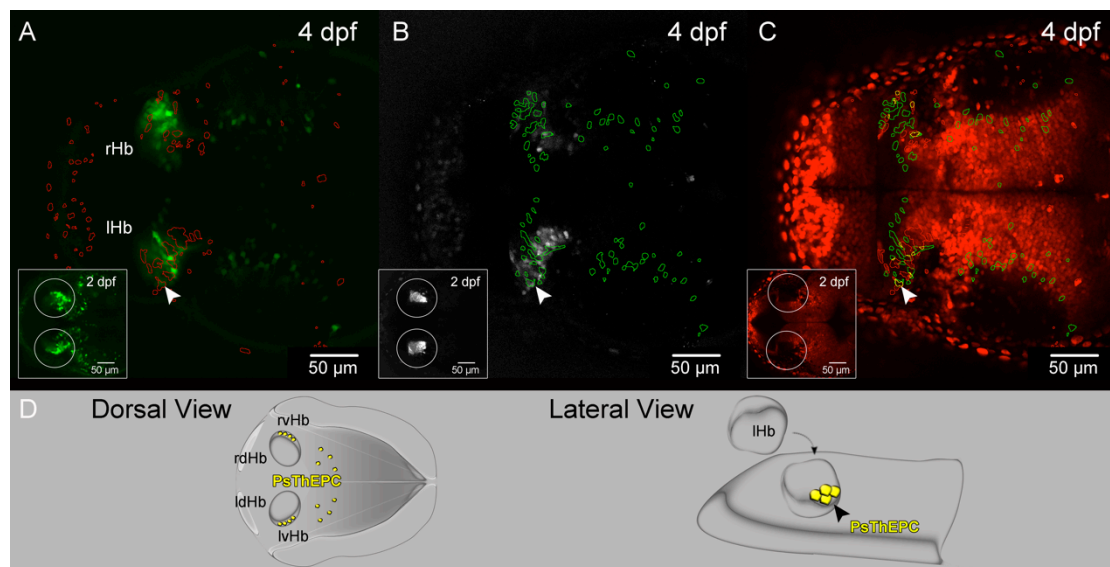 A
4 dpf
rHb
lHb
2 dpf
50 µm
50 µm
B
4 dpf
2 dpf
50 µm
50 µm
C
4 dpf
2 dpf
50 µm
50 µm
D
Dorsal View
rvHb
rdHb
PsThEPC
ldHb
lvHb
Lateral View
lHb
PsThEPC